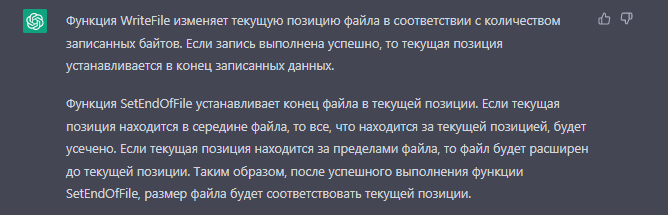 Функция WriteFile изменяет текущую позицию файла в соответствии с количеством
записанных байтов. Если запись выполнена успешно, то текущая позиция
устанавливается в конец записанных данных.
Функция SetEndOfFile устанавливает конец файла в текущей позиции. Если текущая
позиция находится в середине файла, то все, что находится за текущей позицией, будет
усечено. Если текущая позиция находится за пределами файла, то файл будет расширен
до текущей позиции. Таким образом, после успешного выполнения функции
SetEndOfFile, размер файла будет соответствовать текущей позиции.